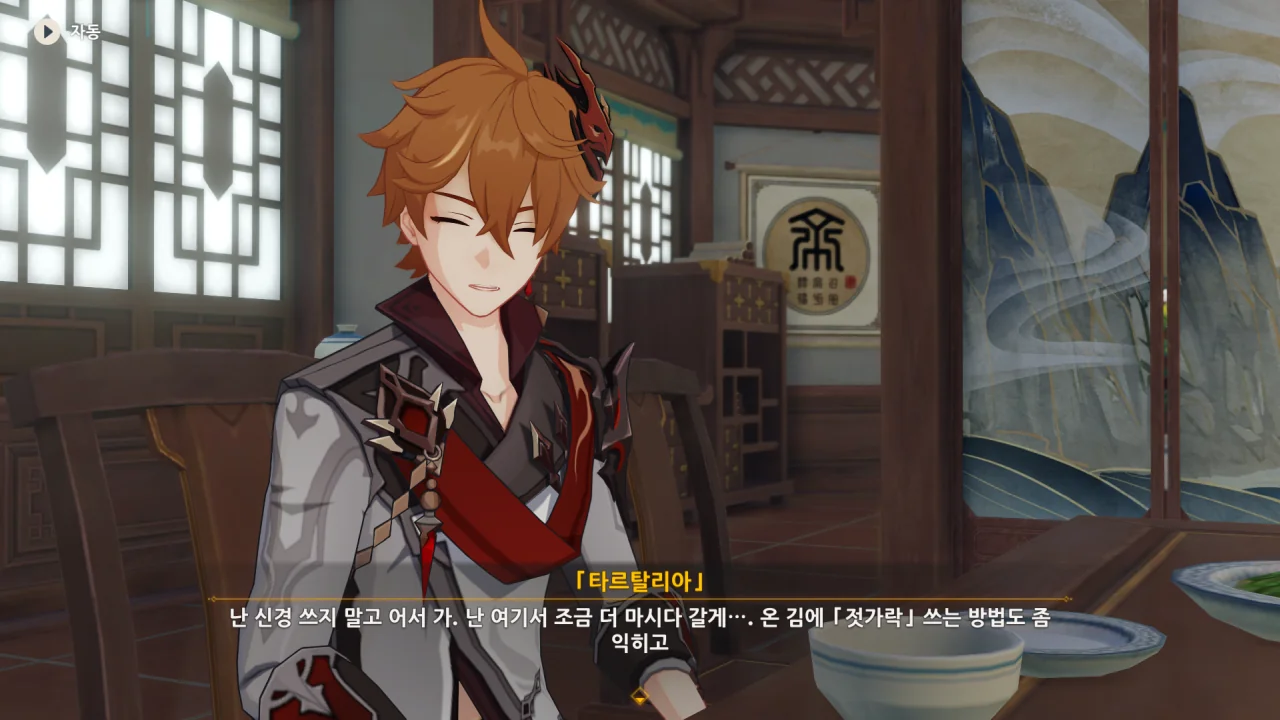 자동
「타르탈리아」
난 신경 쓰지 말고 어서 가. 난 여기서 조금 더 마시다 갈게…. 온 김에 「젓가락」 쓰는 방법도 좀
익히고